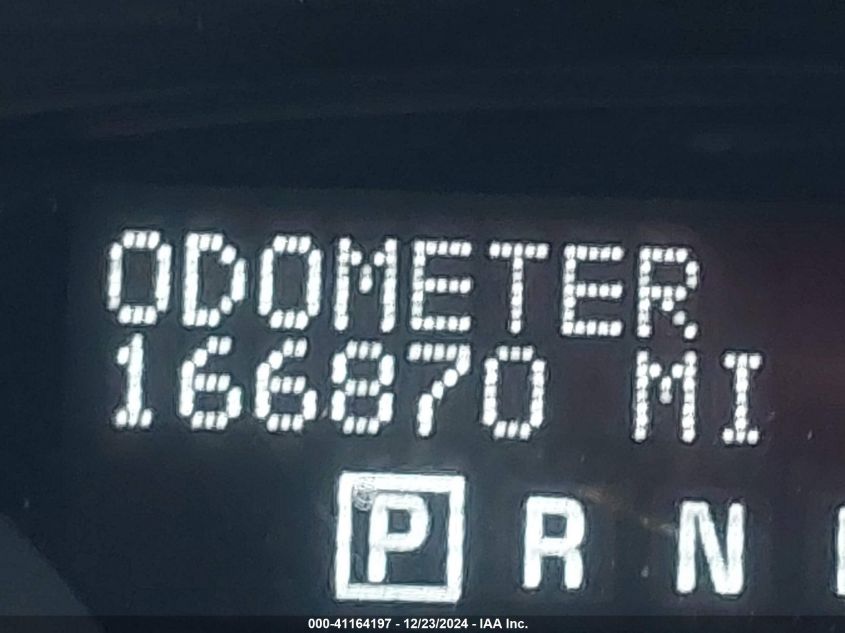 ODOMETER
166870 MI
P R N
000-41164197 - 12/23/2024 - IAA Inc.